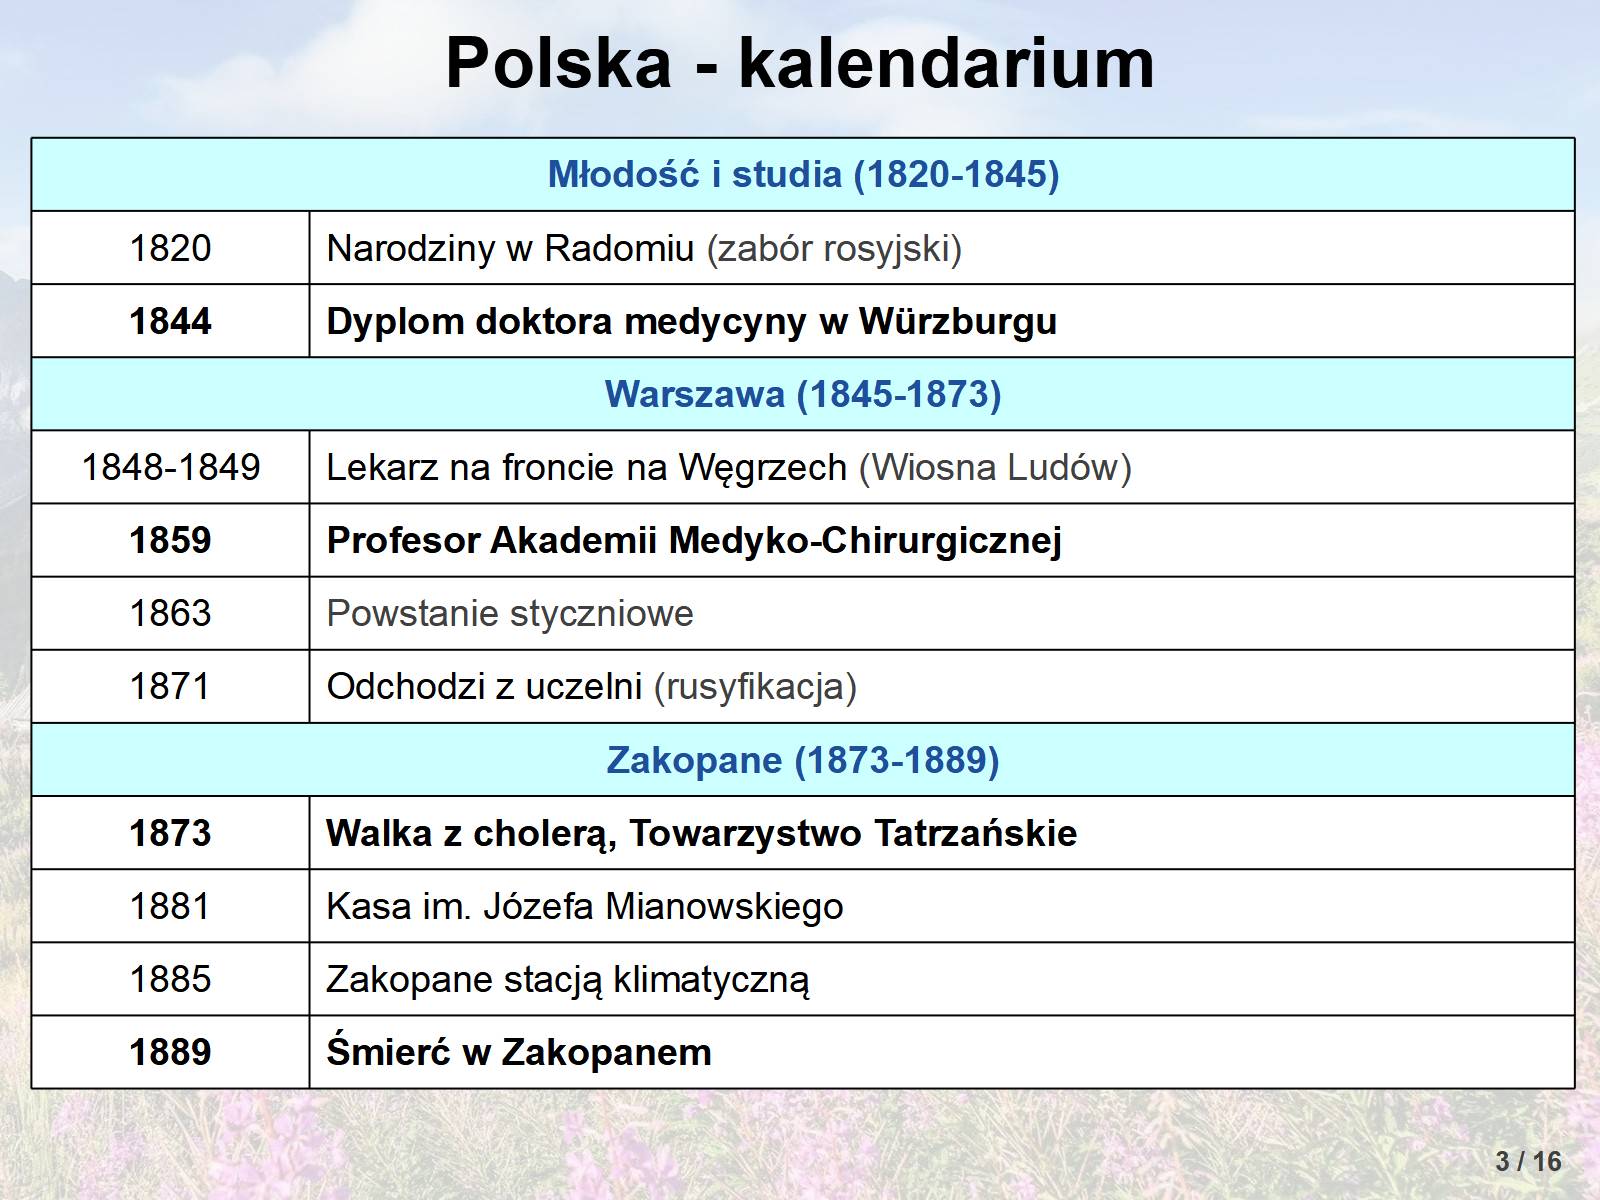 Polska - kalendarium
Młodość i studia (1820-1845)
1820 Narodziny w Radomiu (zabór rosyjski)
1844 Dyplom doktora medycyny w Würzburgu
Warszawa (1845-1873)
1848-1849 Lekarz na froncie na Węgrzech (Wiosna Ludów)
1859 Profesor Akademii Medyko-Chirurgicznej
1863 Powstanie styczniowe
1871 Odchodzi z uczelni (rusyfikacja)
Zakopane (1873-1889)
1873 Walka z cholerą, Towarzystwo Tatrzańskie
1881 Kasa im. Józefa Mianowskiego
1885 Zakopane stacją klimatyczną
1889 Śmierć w Zakopanem
3 / 16